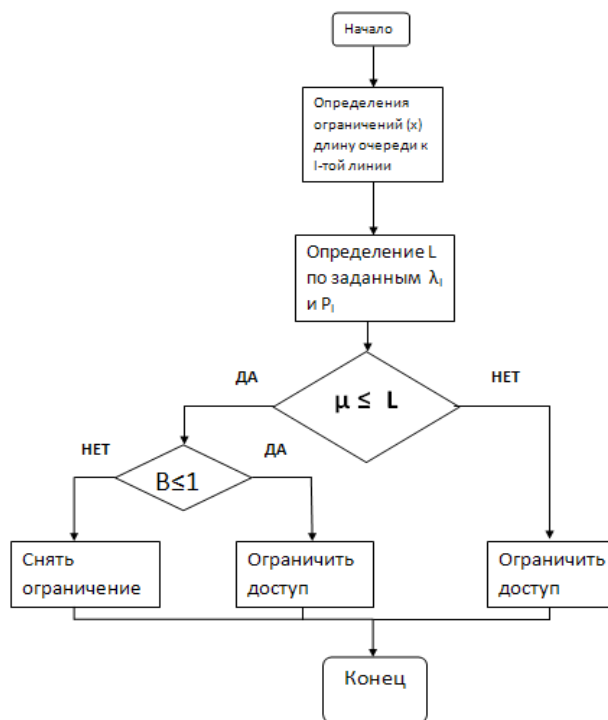 Начало
Определения
ограничений (x)
длину очереди к
I-той линии
Определение L
по заданным λI
и PI
ДА
НЕТ
μ ≤ L
НЕТ
ДА
B≤1
Снять
ограничение
Ограничить
доступ
Ограничить
доступ
Конец